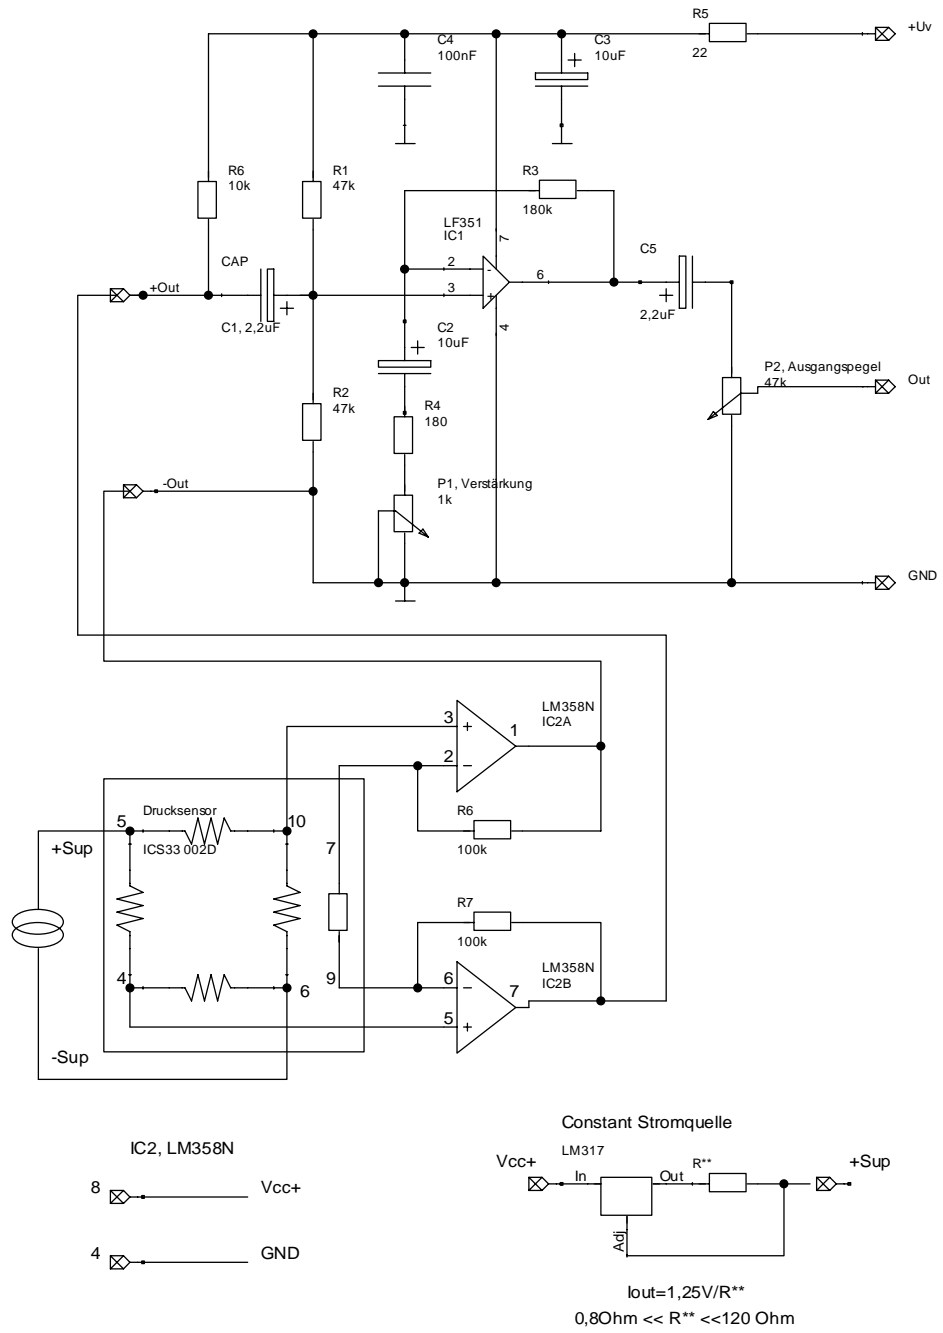 R5
+Uv
22
C4
100nF
C3
10uF
+
R6
10k
R1
47k
R3
180k
LF351
IC1
7
2
-
3
+
6
4
C5
+
2,2uF
CAP
+Out
+
C1, 2,2uF
C2
10uF
+
P2, Ausgangspegel
47k
Out
R2
47k
R4
180
-Out
P1, Verstärkung
1k
GND
LM358N
IC2A
3
+
1
2
−
R6
100k
Drucksensor
ICS33 002D
5
10
7
+Sup
R7
100k
LM358N
IC2B
4
6
9
6
−
7
5
+
-Sup
Constant Stromquelle
IC2, LM358N
LM317
Vcc+
In
Out
R**
+Sup
Adj
8
Vcc+
4
GND
Iout=1,25V/R**
0,8Ohm << R** <<120 Ohm